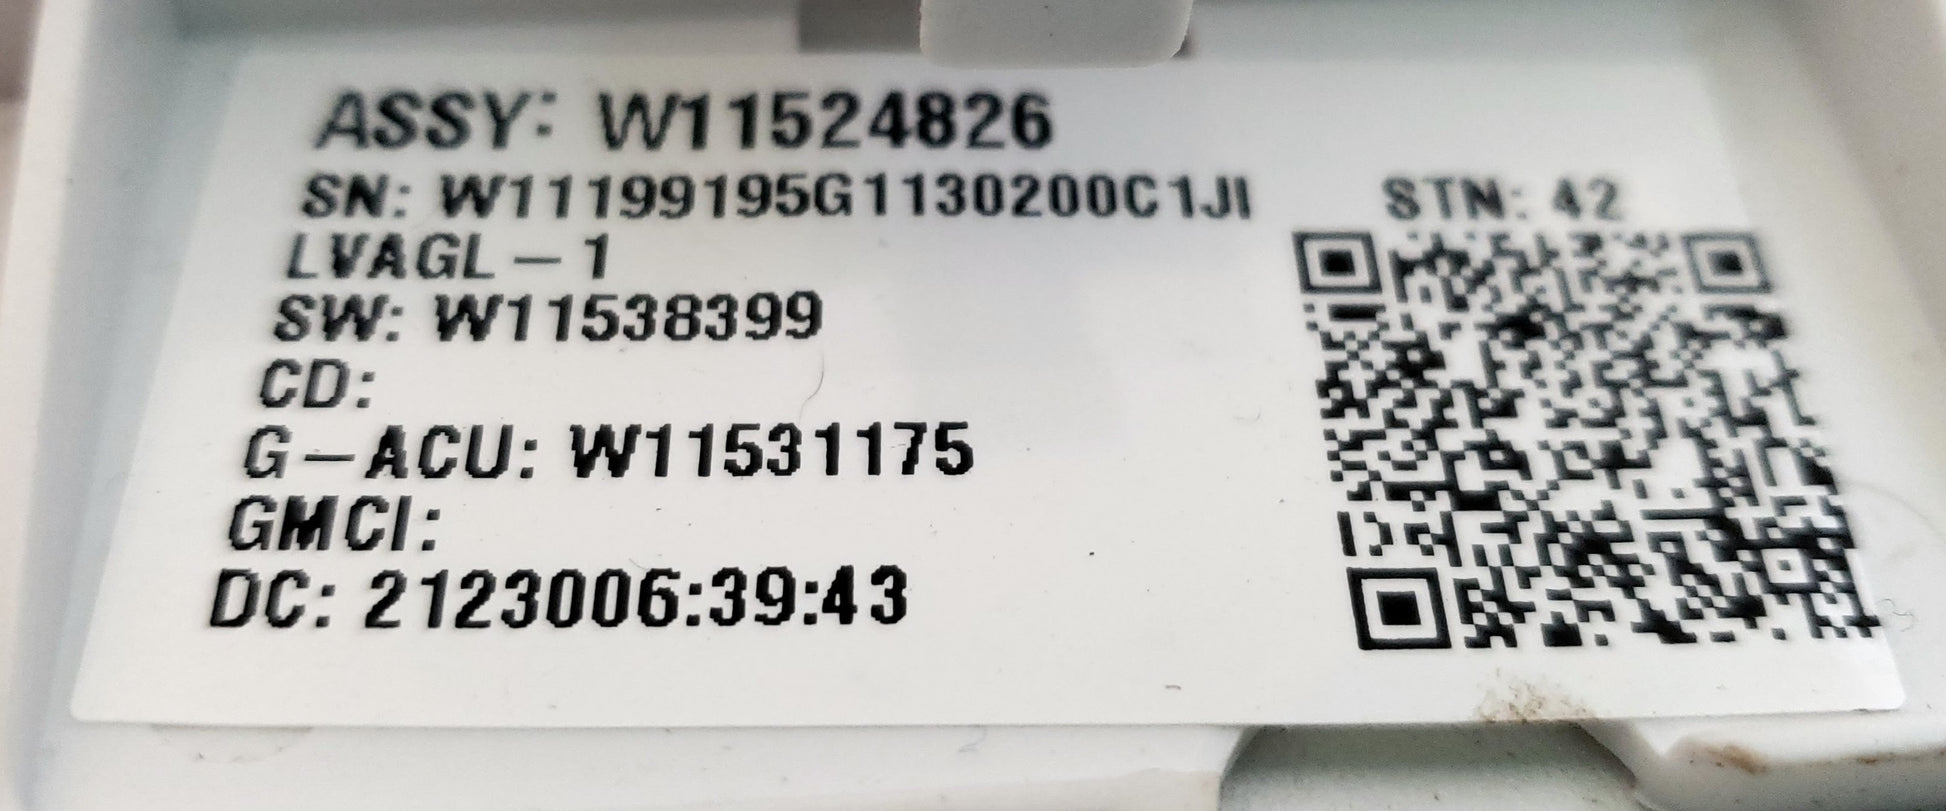 ASSY: W11524826
SN: W11199195G1130200C1JI
STN: 42
LVAGL-1
SW: W11538399
CD:
G-ACU: W11531175
GMCI:
DC: 2123006:39:43